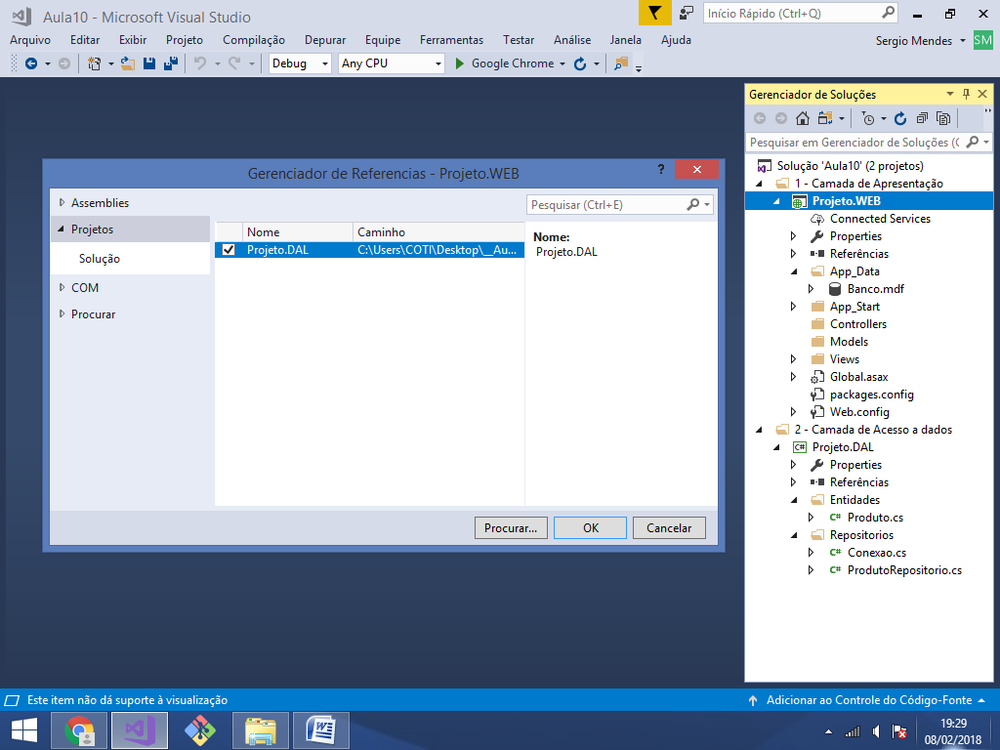 Aula10 - Microsoft Visual Studio
Início Rápido (Ctrl+Q)
Arquivo Editar Exibir Projeto Compilação Depurar Equipe Ferramentas Testar Análise Janela Ajuda
Sergio Mendes SM
Debug Any CPU Google Chrome
Gerenciador de Soluções
Pesquisar em Gerenciador de Soluções (
Solução 'Aula10' (2 projetos)
1 - Camada de Apresentação
Projeto.WEB
Connected Services
Properties
Referências
App_Data
Banco.mdf
App_Start
Controllers
Models
Views
Global.asax
packages.config
Web.config
2 - Camada de Acesso a dados
C# Projeto.DAL
Properties
Referências
Entidades
C# Produto.cs
Repositorios
C# Conexao.cs
C# ProdutoRepositorio.cs
Gerenciador de Referencias - Projeto.WEB
?
Assemblies
Projetos
Solução
COM
Procurar
Pesquisar (Ctrl+E)
Nome Caminho
Projeto.DAL C:\Users\COTI\Desktop\__Au...
Nome:
Projeto.DAL
Procurar... OK Cancelar
Este item não dá suporte à visualização
Adicionar ao Controle do Código-Fonte
19:29
08/02/2018